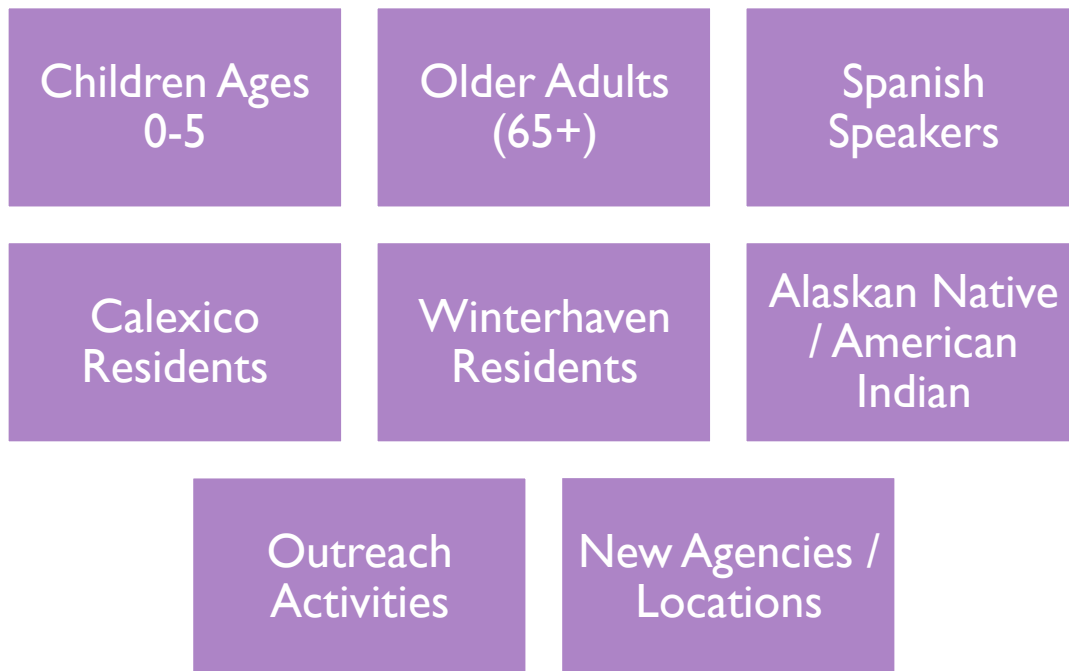 Children Ages
0-5
Older Adults
(65+)
Spanish
Speakers
Calexico
Residents
Winterhaven
Residents
Alaskan Native
/ American
Indian
Outreach
Activities
New Agencies /
Locations